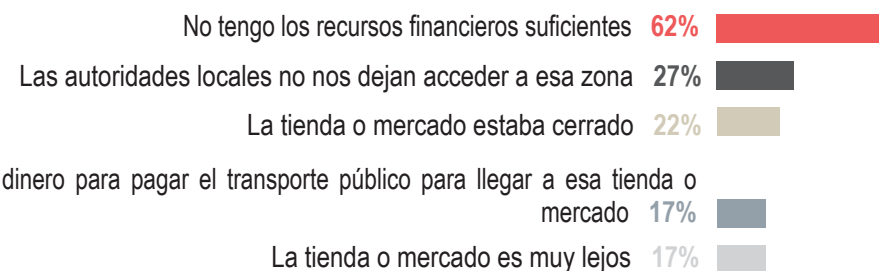 No tengo los recursos financieros suficientes 62%
Las autoridades locales no nos dejan acceder a esa zona 27%
La tienda o mercado estaba cerrado 22%
dinero para pagar el transporte público para llegar a esa tienda o
mercado 17%
La tienda o mercado es muy lejos 17%